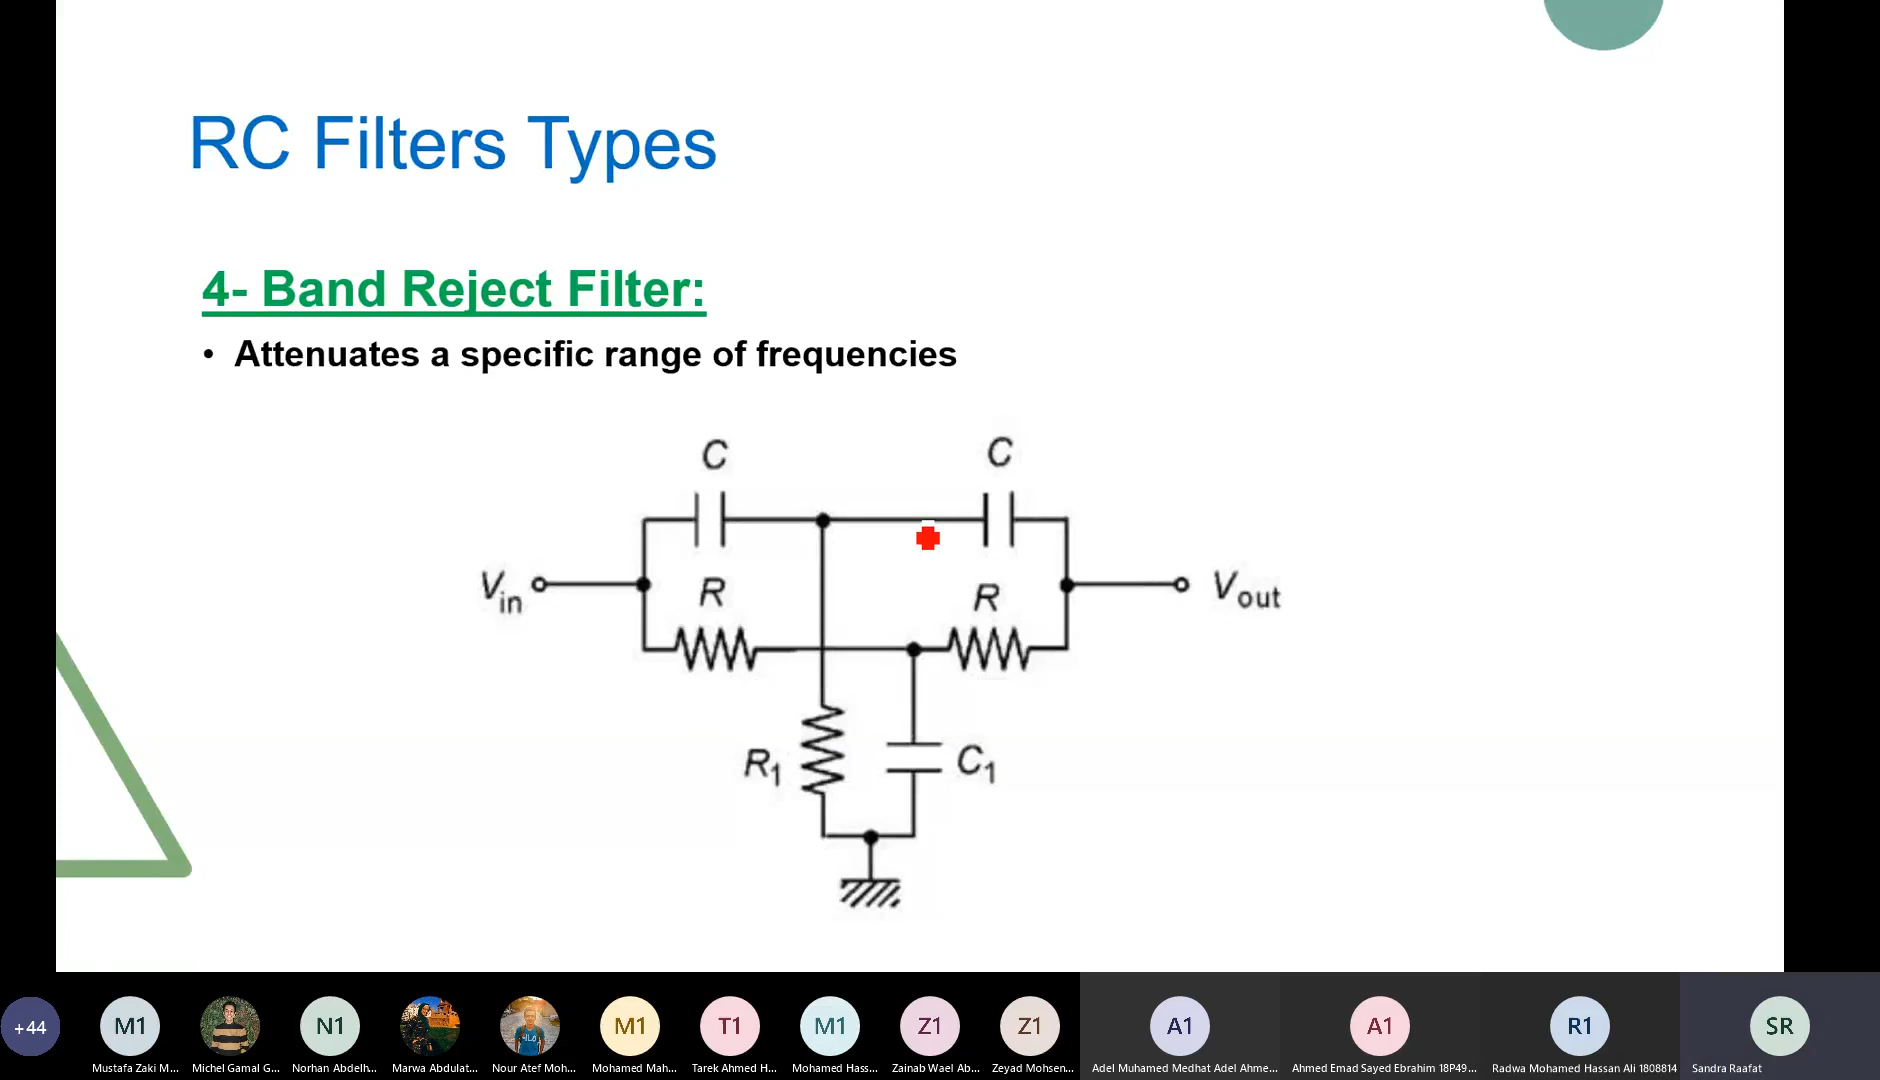 RC Filters Types
4- Band Reject Filter:
• Attenuates a specific range of frequencies
C
C
Vin
R
R
Vout
R1
C1
+44
M1
N1
M1
T1
M1
Z1
Z1
A1
A1
R1
SR
Mustafa Zaki M...
Michel Gamal G...
Norhan Abdelh...
Marwa Abdulat...
Nour Atef Moh...
Mohamed Mah...
Tarek Ahmed H...
Mohamed Hass...
Zainab Wael Ab...
Zeyad Mohsen...
Adel Muhamed Medhat Adel Ahme...
Ahmed Emad Sayed Ebrahim 18P49...
Radwa Mohamed Hassan Ali 1808814
Sandra Raafat